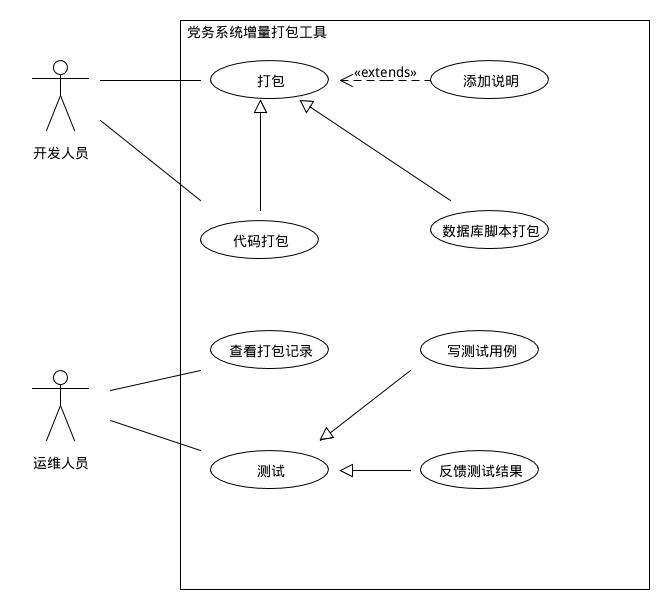 党务系统增量打包工具
打包
«extends»
添加说明
开发人员
代码打包
数据库脚本打包
查看打包记录
写测试用例
运维人员
测试
反馈测试结果